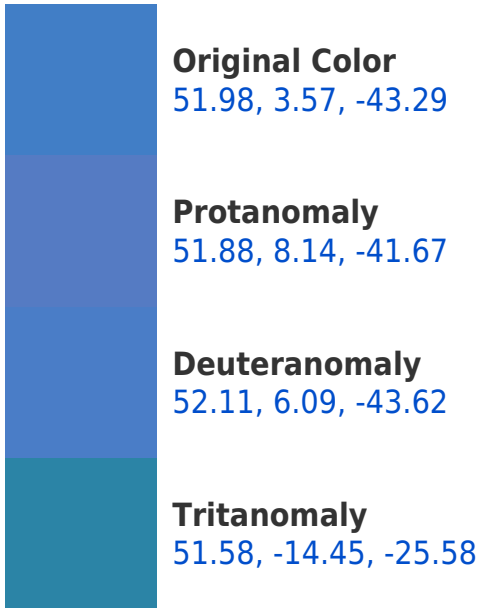 Original Color
51.98, 3.57, -43.29
Protanomaly
51.88, 8.14, -41.67
Deuteranomaly
52.11, 6.09, -43.62
Tritanomaly
51.58, -14.45, -25.58